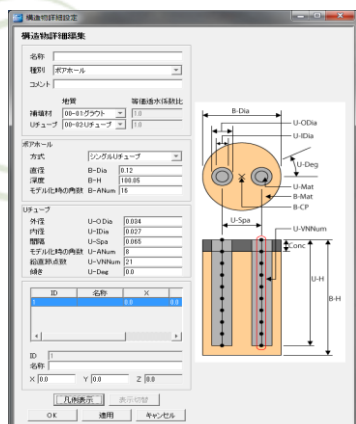 構造物詳細設定
構造物詳細編集
名称
種別 ボアホール
コメント
地質 等価透水係数比
補填材 00-01:グラウト 1.0
Uチューブ 00-02:Uチューブ 1.0
ボアホール
方式 シングルUチューブ
直径 B-Dia 0.12
深度 B-H 100.05
モデル化時の角数 B-ANum 16
Uチューブ
外径 U-ODia 0.034
内径 U-IDia 0.027
間隔 U-Spa 0.065
モデル化時の角数 U-ANum 8
鉛直節点数 U-VNNum 21
傾き U-Deg 0.0
ID 名称 X
1 0.0 0.0
ID 1
名称
X 0.0 Y 0.0 Z 0.0
凡例表示 表示切替
OK 適用 キャンセル
B-Dia
U-ODia
U-IDia
U-Deg
U-Mat
B-Mat
B-CP
U-Spa
U-VNNum
Conc
U-H
B-H